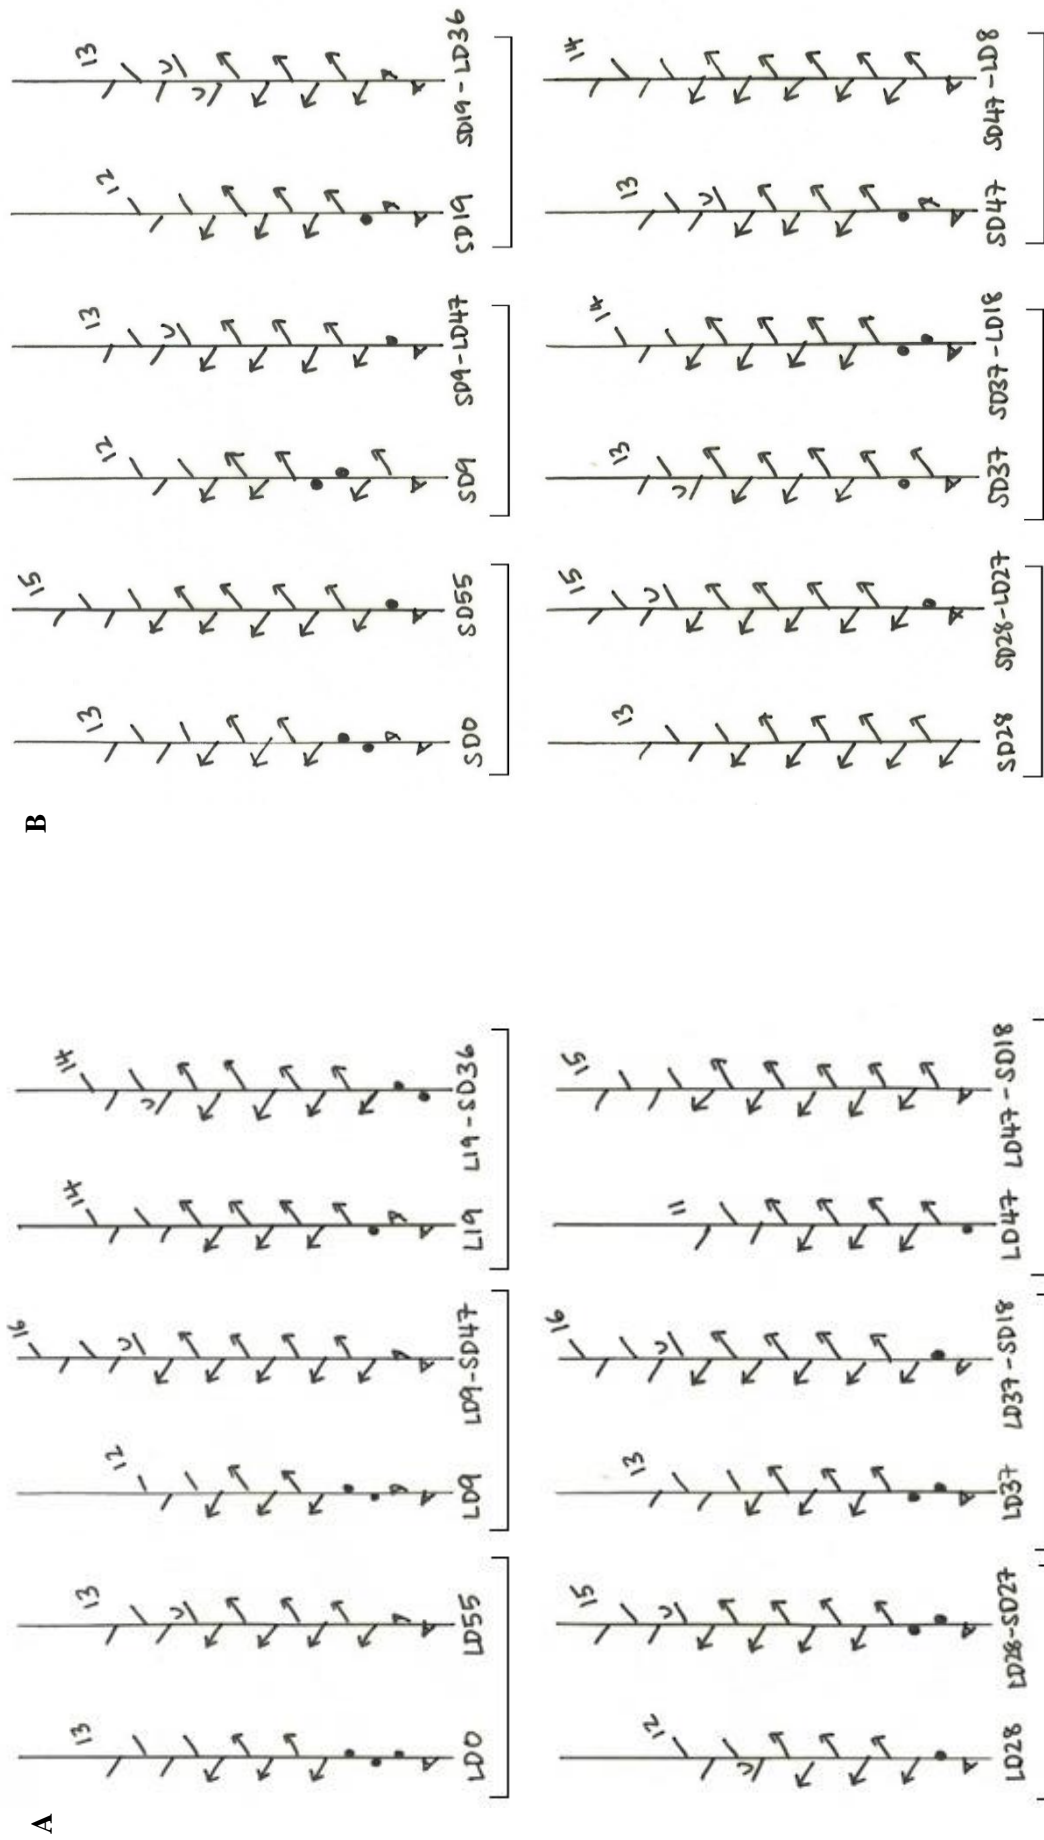 A
13 13 12 16 14 14
LD0 LD55 LD9 LD9-SD47 L19 L19-SD36
12 15 13 16 11 15
LD28 LD28-SD27 LD37 LD37-SD18 LD47 LD47-SD18
B
13 15 12 13 12 13
SD0 SD55 SD9 SD9-LD47 SD19 SD19-LD36
13 15 13 14 13 14
SD28 SD28-LD27 SD37 SD37-LD18 SD47 SD47-LD8